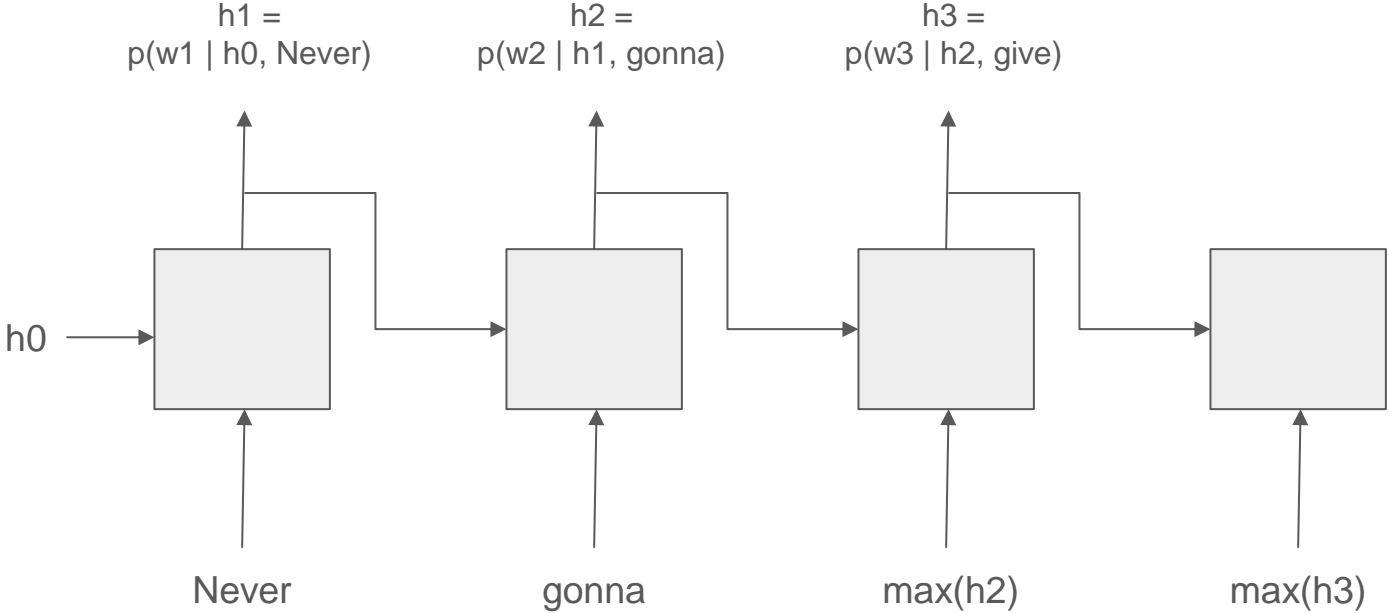 h1 =
p(w1 | h0, Never)
h2 =
p(w2 | h1, gonna)
h3 =
p(w3 | h2, give)
h0
Never
gonna
max(h2)
max(h3)